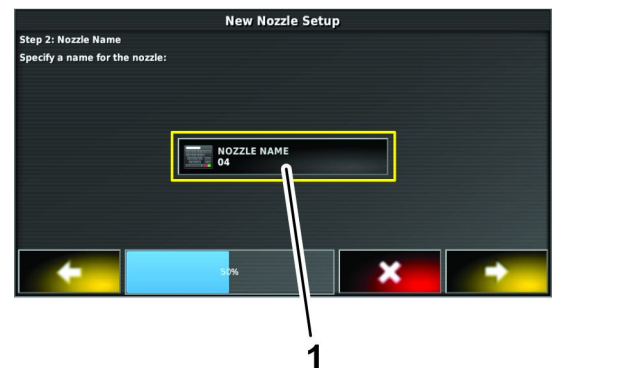 New Nozzle Setup
Step 2: Nozzle Name
Specify a name for the nozzle:
NOZZLE NAME
04
50%
1